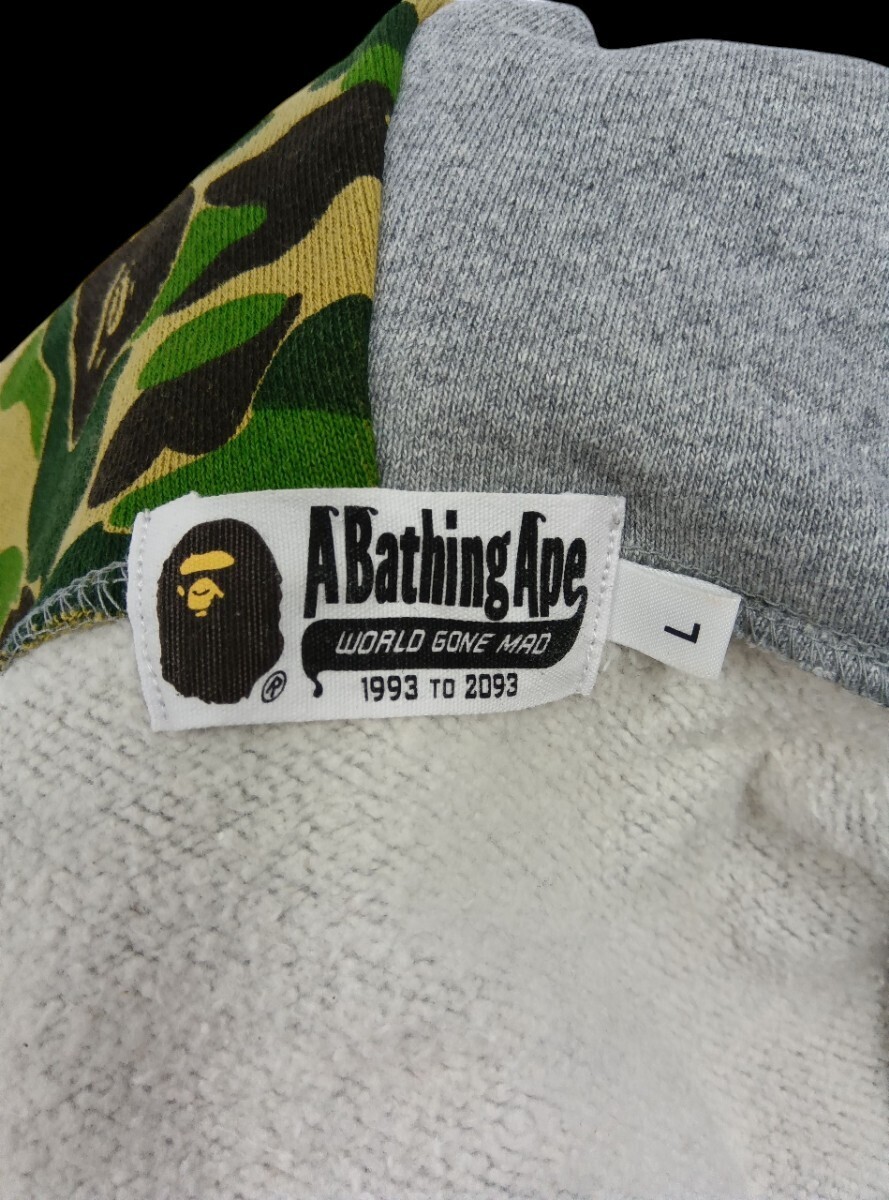 A Bathing Ape
WORLD GONE MAD
1993 TO 2093
®
L